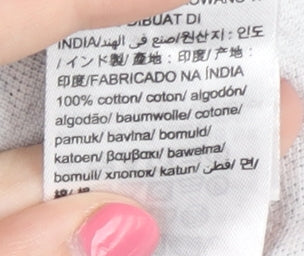 DIBUAT DI
INDIA/صنع في الهند/원산지 : 인도
/ インド製/ 產地 : 印度/ 产地 :
印度/FABRICADO NA ÍNDIA
100% cotton/ coton/ algodón/
algodão/ baumwolle/ cotone/
pamuk/ bavlna/ bomuld/
katoen/ βαμβακι/ bawełna/
bomull/ хлопок/ katun/ قطن/ 면/